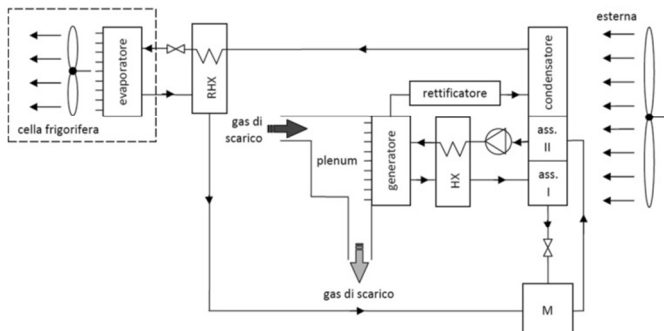 esterna
evaporatore
RHX
condensatore
rettificatore
cella frigorifera
gas di
scarico
plenum
generatore
HX
ass.
II
ass.
I
gas di scarico
M